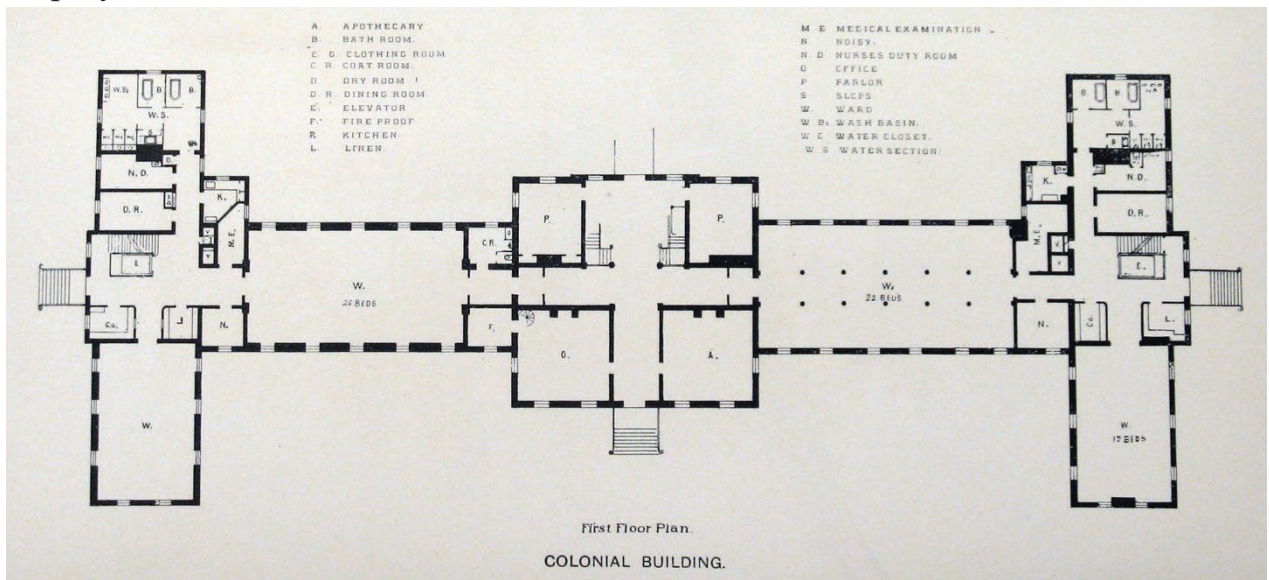 A. APOTHECARY
B. BATH ROOM.
C. G. CLOTHING ROOM
C R. COAT ROOM.
D. DRY ROOM
D. R. DINING ROOM
E. ELEVATOR
F. FIRE PROOF
R. KITCHEN.
L. LINEN.
M E MEDICAL EXAMINATION
N. NOISY.
N. D NURSES DUTY ROOM
O OFFICE
P PARLOR
S SLOPS.
W. WARD
W B: WASH BASIN.
W C WATER CLOSET.
W S WATER SECTION
W.B. B. B.
W.S.
S
N. D.
D.
D. R.
K.
M.E.
E.
L.
N.
W.
W.
26 BEDS
C.R.
F.
P.
P.
O.
A.
W.
22 BEDS
B. B.
W.S.
S
N.D.
K.
D.R.
M.E.
E.
N.
L.
W.
12 BEDS
First Floor Plan.
COLONIAL BUILDING.